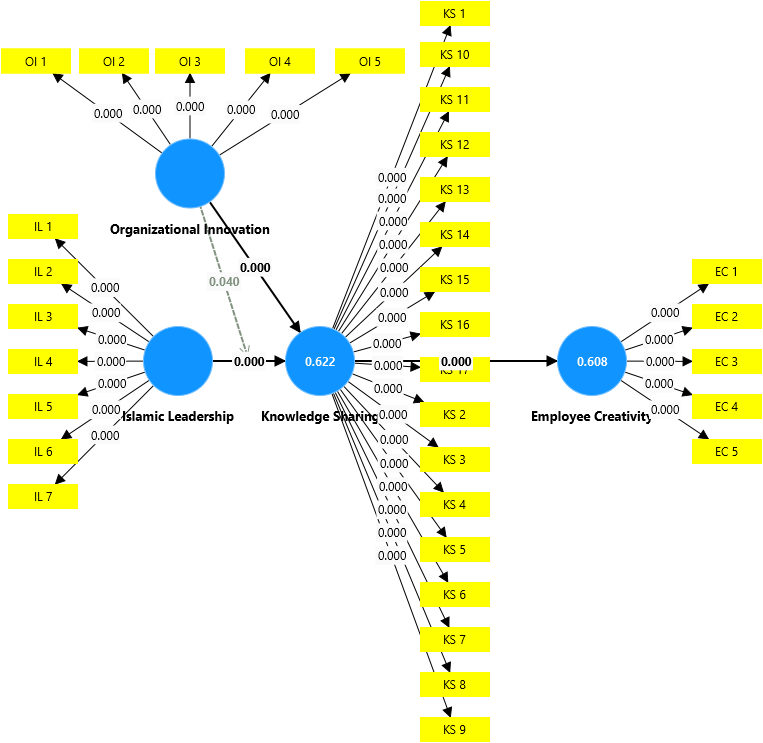 KS 1
KS 10
OI 1
OI 2
OI 3
OI 4
OI 5
KS 11
0.000
0.000
0.000
0.000
0.000
KS 12
0.000
KS 13
0.000
IL 1
Organizational Innovation
0.000
KS 14
0.000
IL 2
0.000
0.000
KS 15
EC 1
0.040
0.000
0.000
IL 3
0.000
0.000
KS 16
0.000
EC 2
0.000
0.000
0.000
IL 4
0.000
0.000
0.622
0.000
KS 17
0.000
0.608
0.000
EC 3
0.000
0.000
0.000
IL 5
0.000
Islamic Leadership
Knowledge Sharing
0.000
KS 2
Employee Creativity
0.000
EC 4
IL 6
0.000
0.000
KS 3
EC 5
0.000
IL 7
0.000
KS 4
0.000
0.000
KS 5
0.000
KS 6
KS 7
KS 8
KS 9